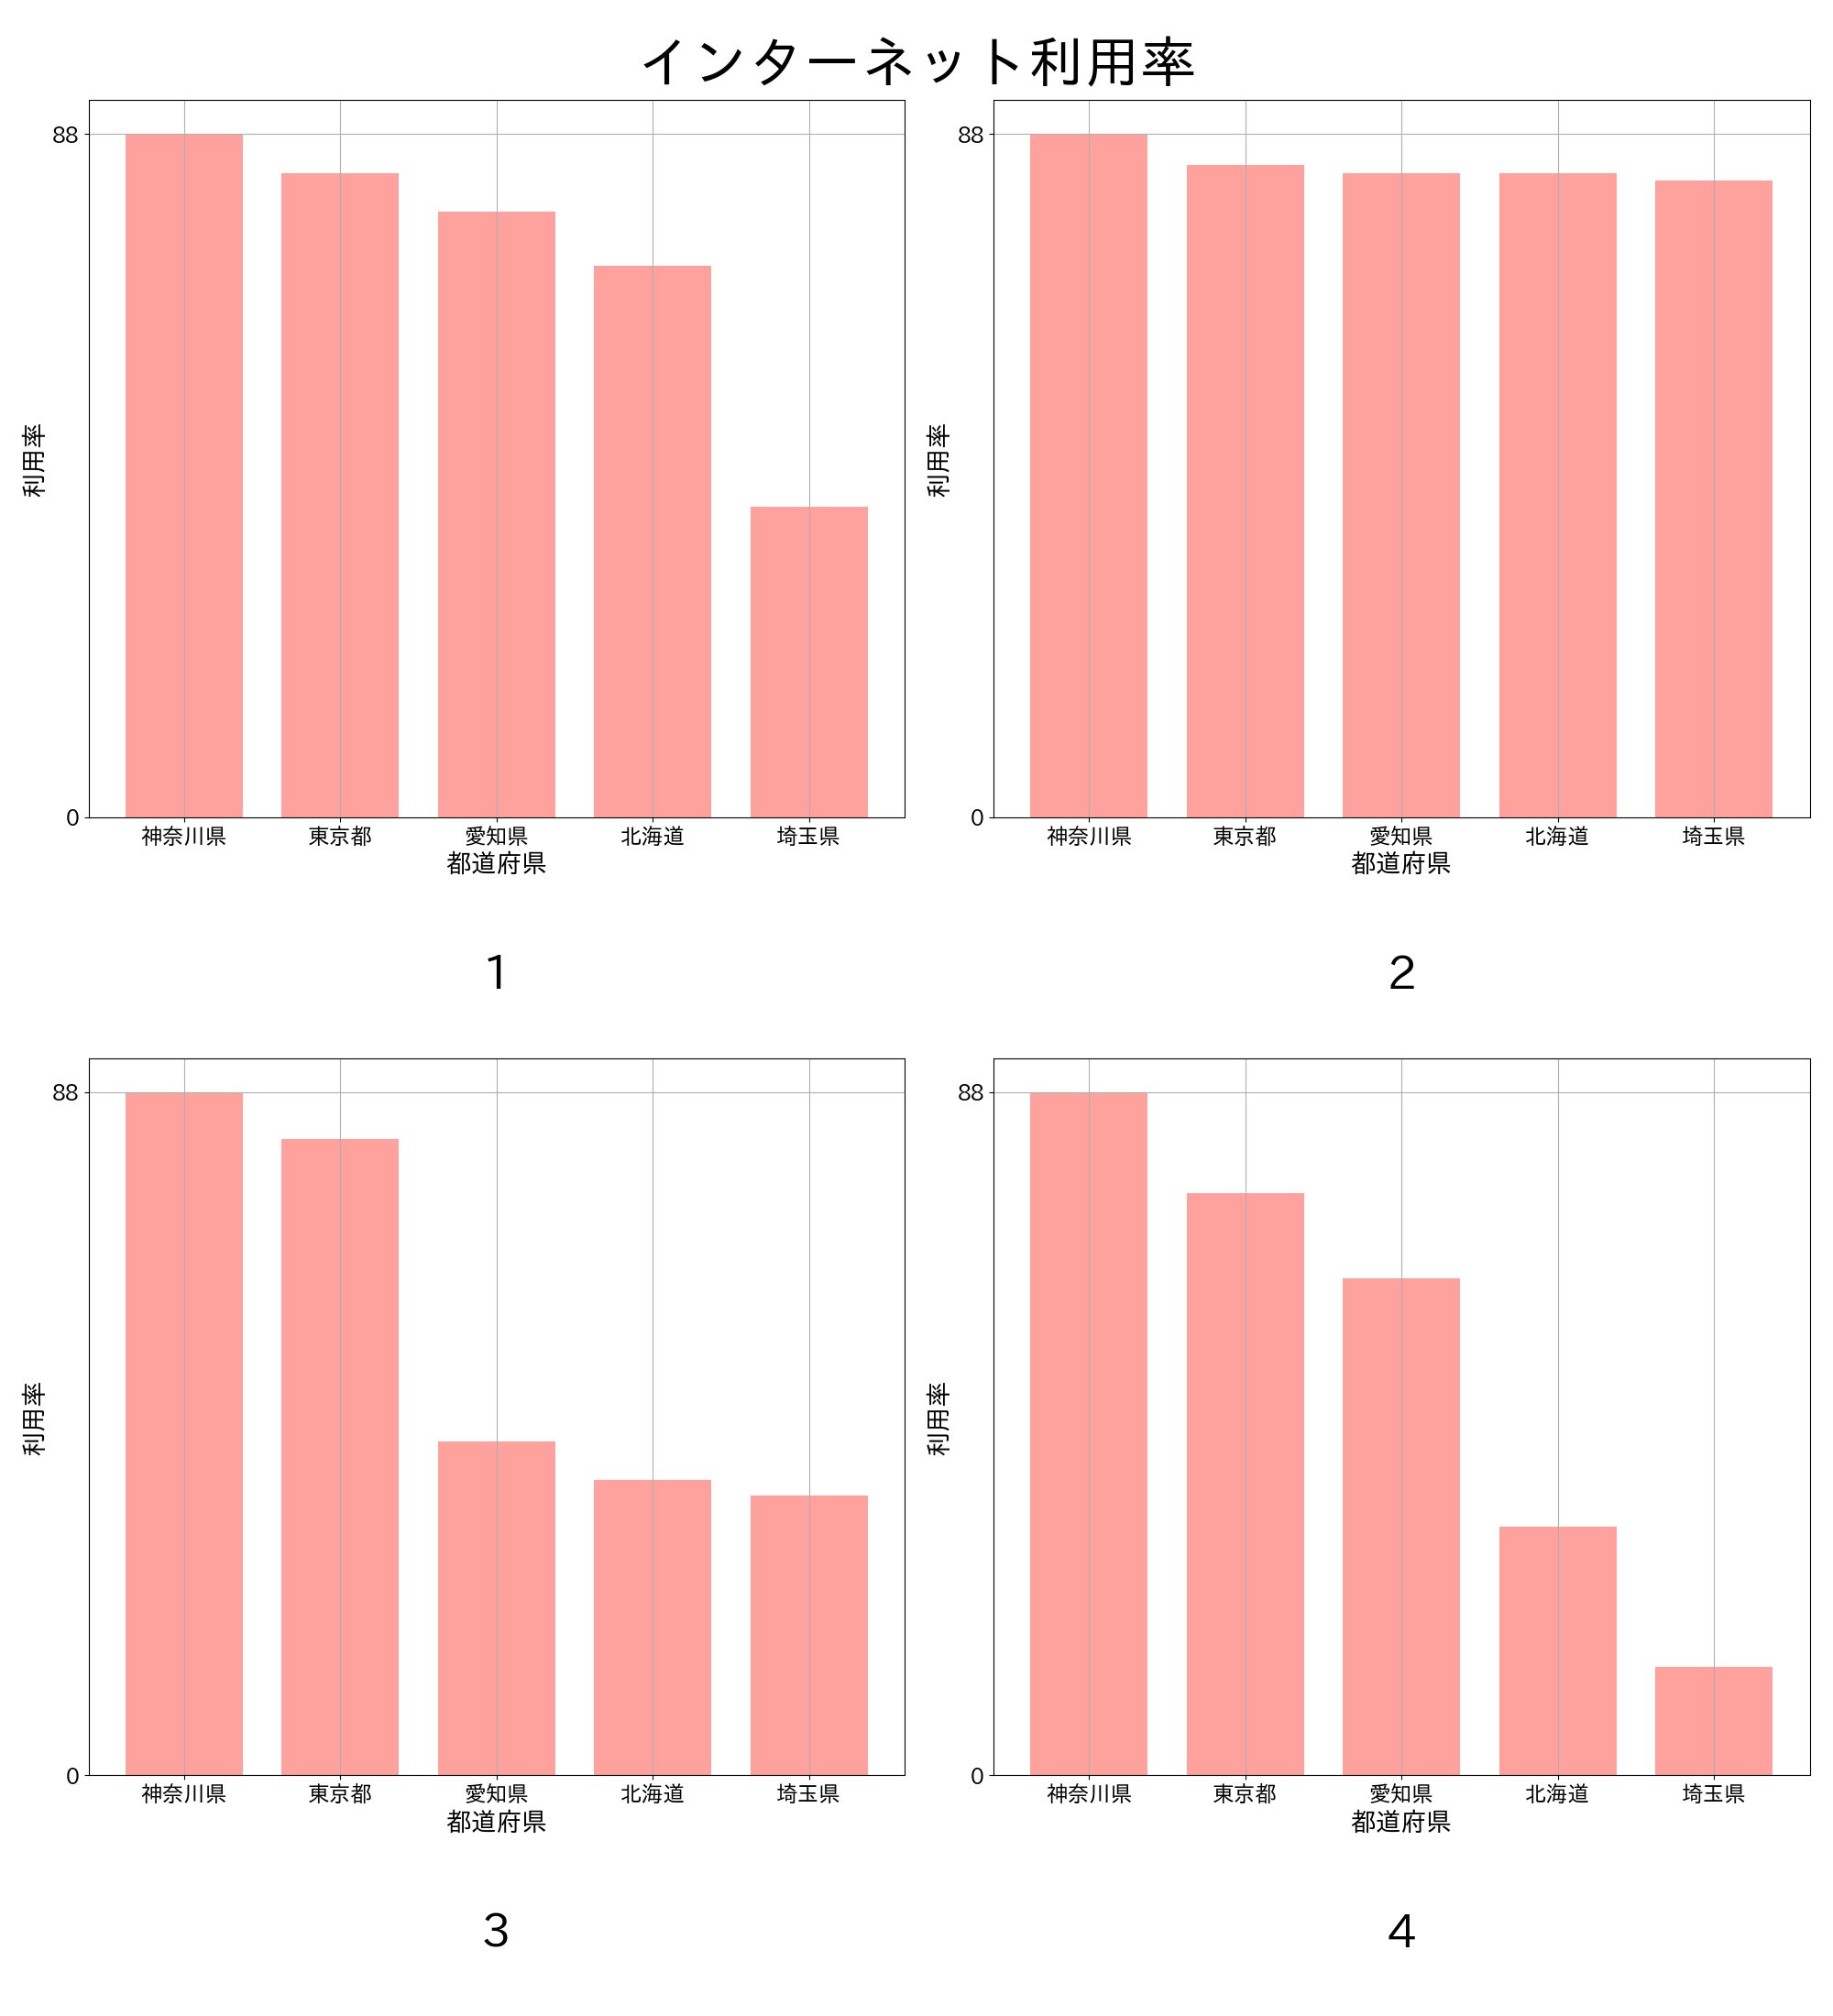 インターネット利用率
88
0
利用率
神奈川県 東京都 愛知県 北海道 埼玉県
都道府県
1
88
0
利用率
神奈川県 東京都 愛知県 北海道 埼玉県
都道府県
2
88
0
利用率
神奈川県 東京都 愛知県 北海道 埼玉県
都道府県
3
88
0
利用率
神奈川県 東京都 愛知県 北海道 埼玉県
都道府県
4